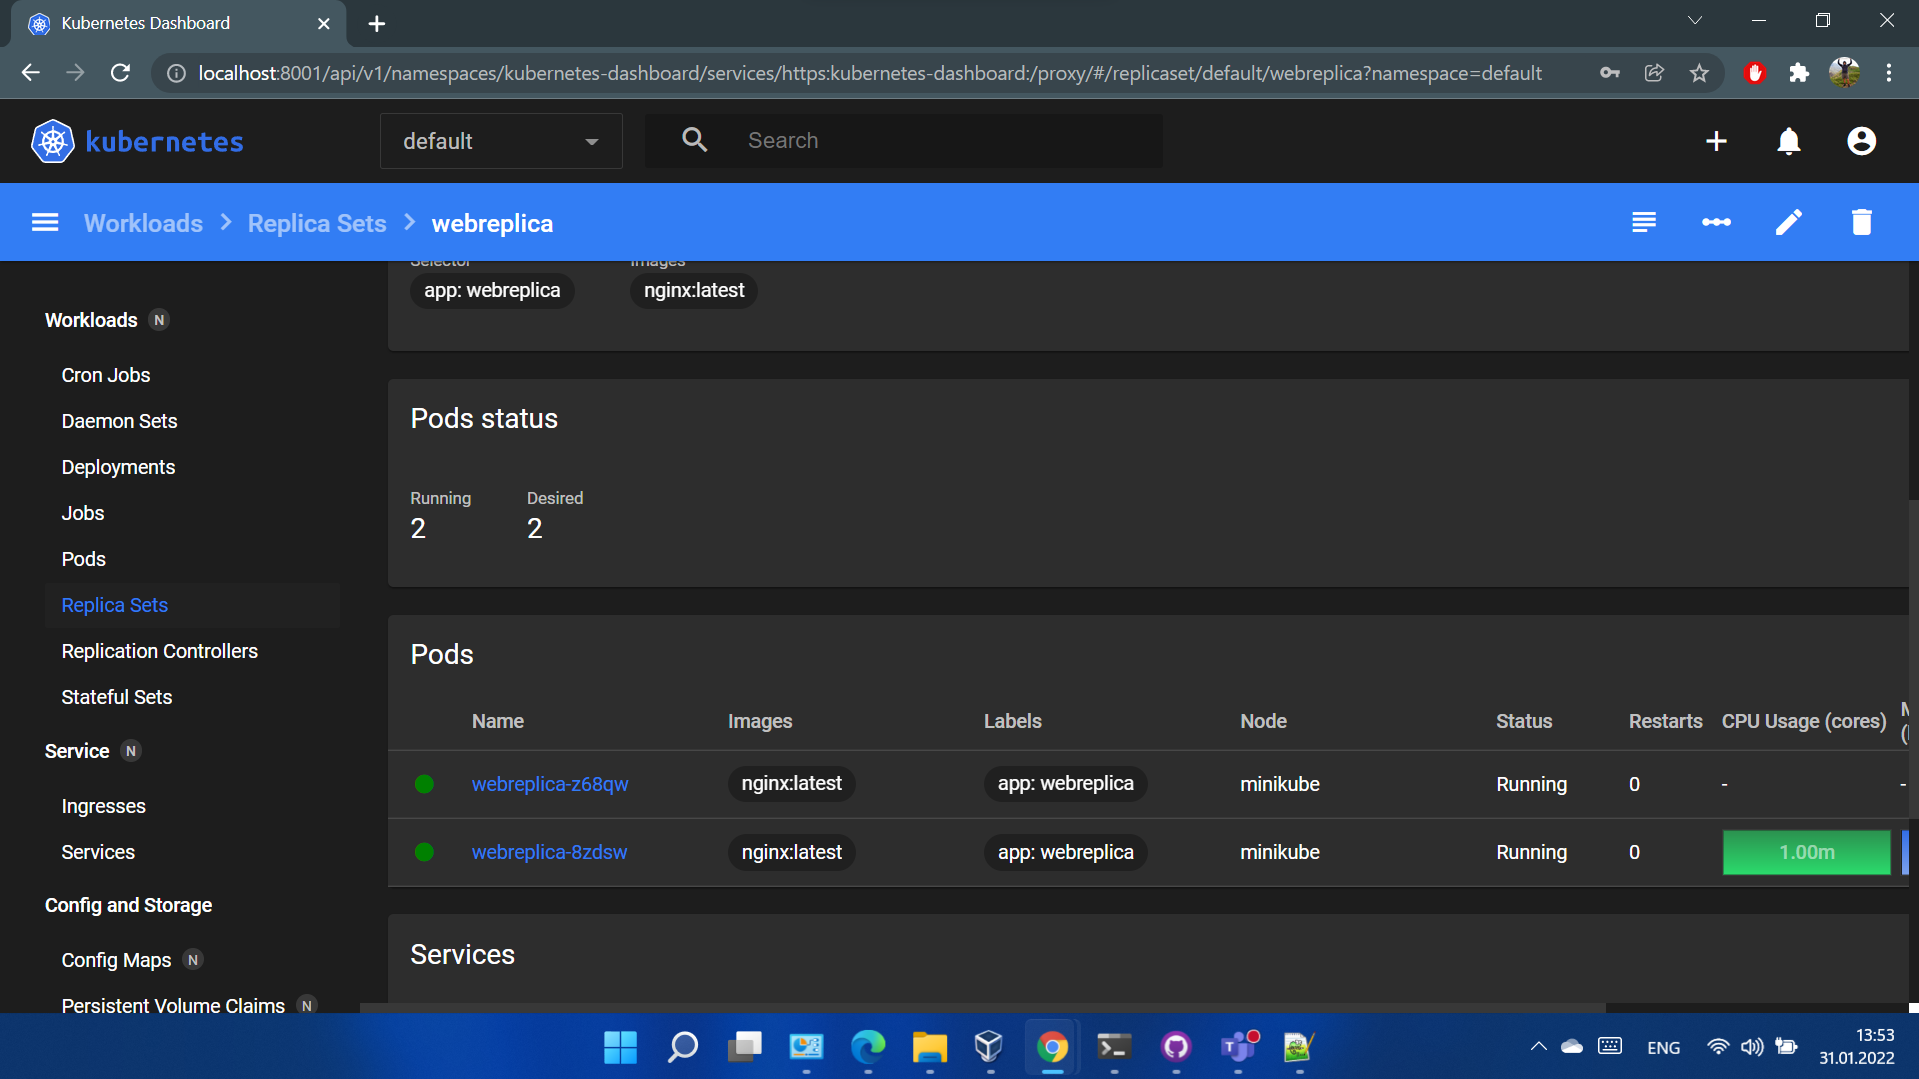 Kubernetes Dashboard
localhost:8001/api/v1/namespaces/kubernetes-dashboard/services/https:kubernetes-dashboard:/proxy/#/replicaset/default/webreplica?namespace=default
kubernetes
default
Search
Workloads > Replica Sets > webreplica
Selector Images
app: webreplica nginx:latest
Workloads N
Cron Jobs
Daemon Sets
Deployments
Jobs
Pods
Replica Sets
Replication Controllers
Stateful Sets
Service N
Ingresses
Services
Config and Storage
Config Maps N
Persistent Volume Claims N
Pods status
Running Desired
2 2
Pods
Name Images Labels Node Status Restarts CPU Usage (cores)
webreplica-z68qw nginx:latest app: webreplica minikube Running 0 - -
webreplica-8zdsw nginx:latest app: webreplica minikube Running 0 1.00m
Services
ENG
13:53
31.01.2022